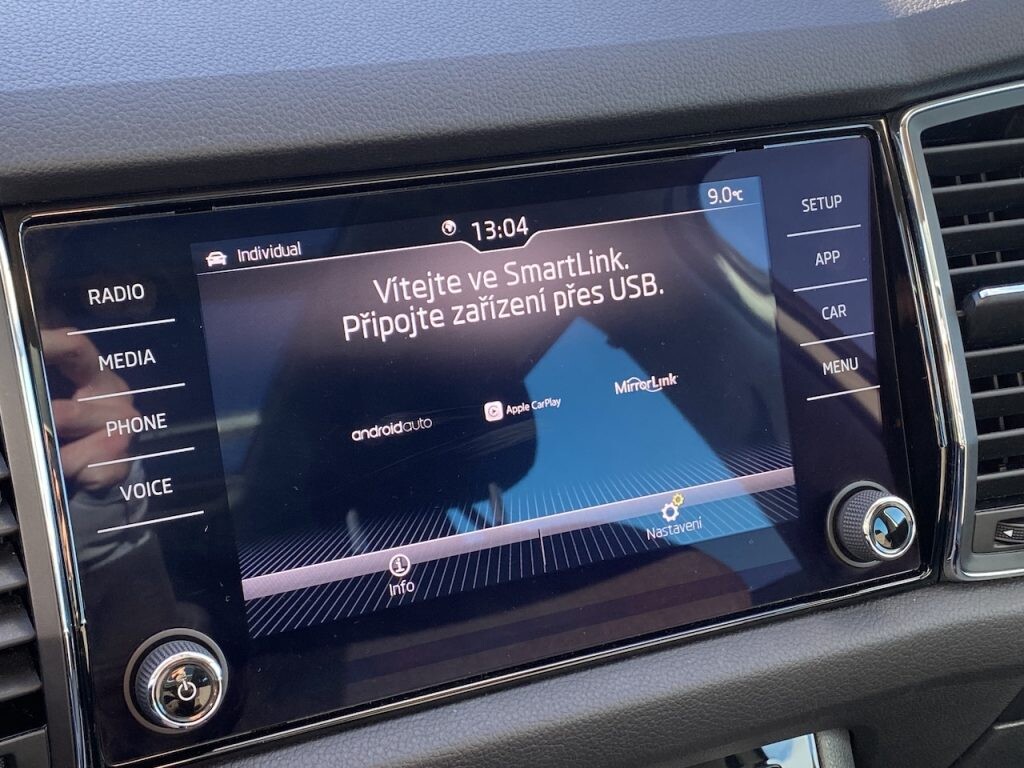 Individual
13:04
9.0°C
Vítejte ve SmartLink.
Připojte zařízení přes USB.
androidauto
Apple CarPlay
MirrorLink
Info
Nastavení
RADIO
MEDIA
PHONE
VOICE
SETUP
APP
CAR
MENU